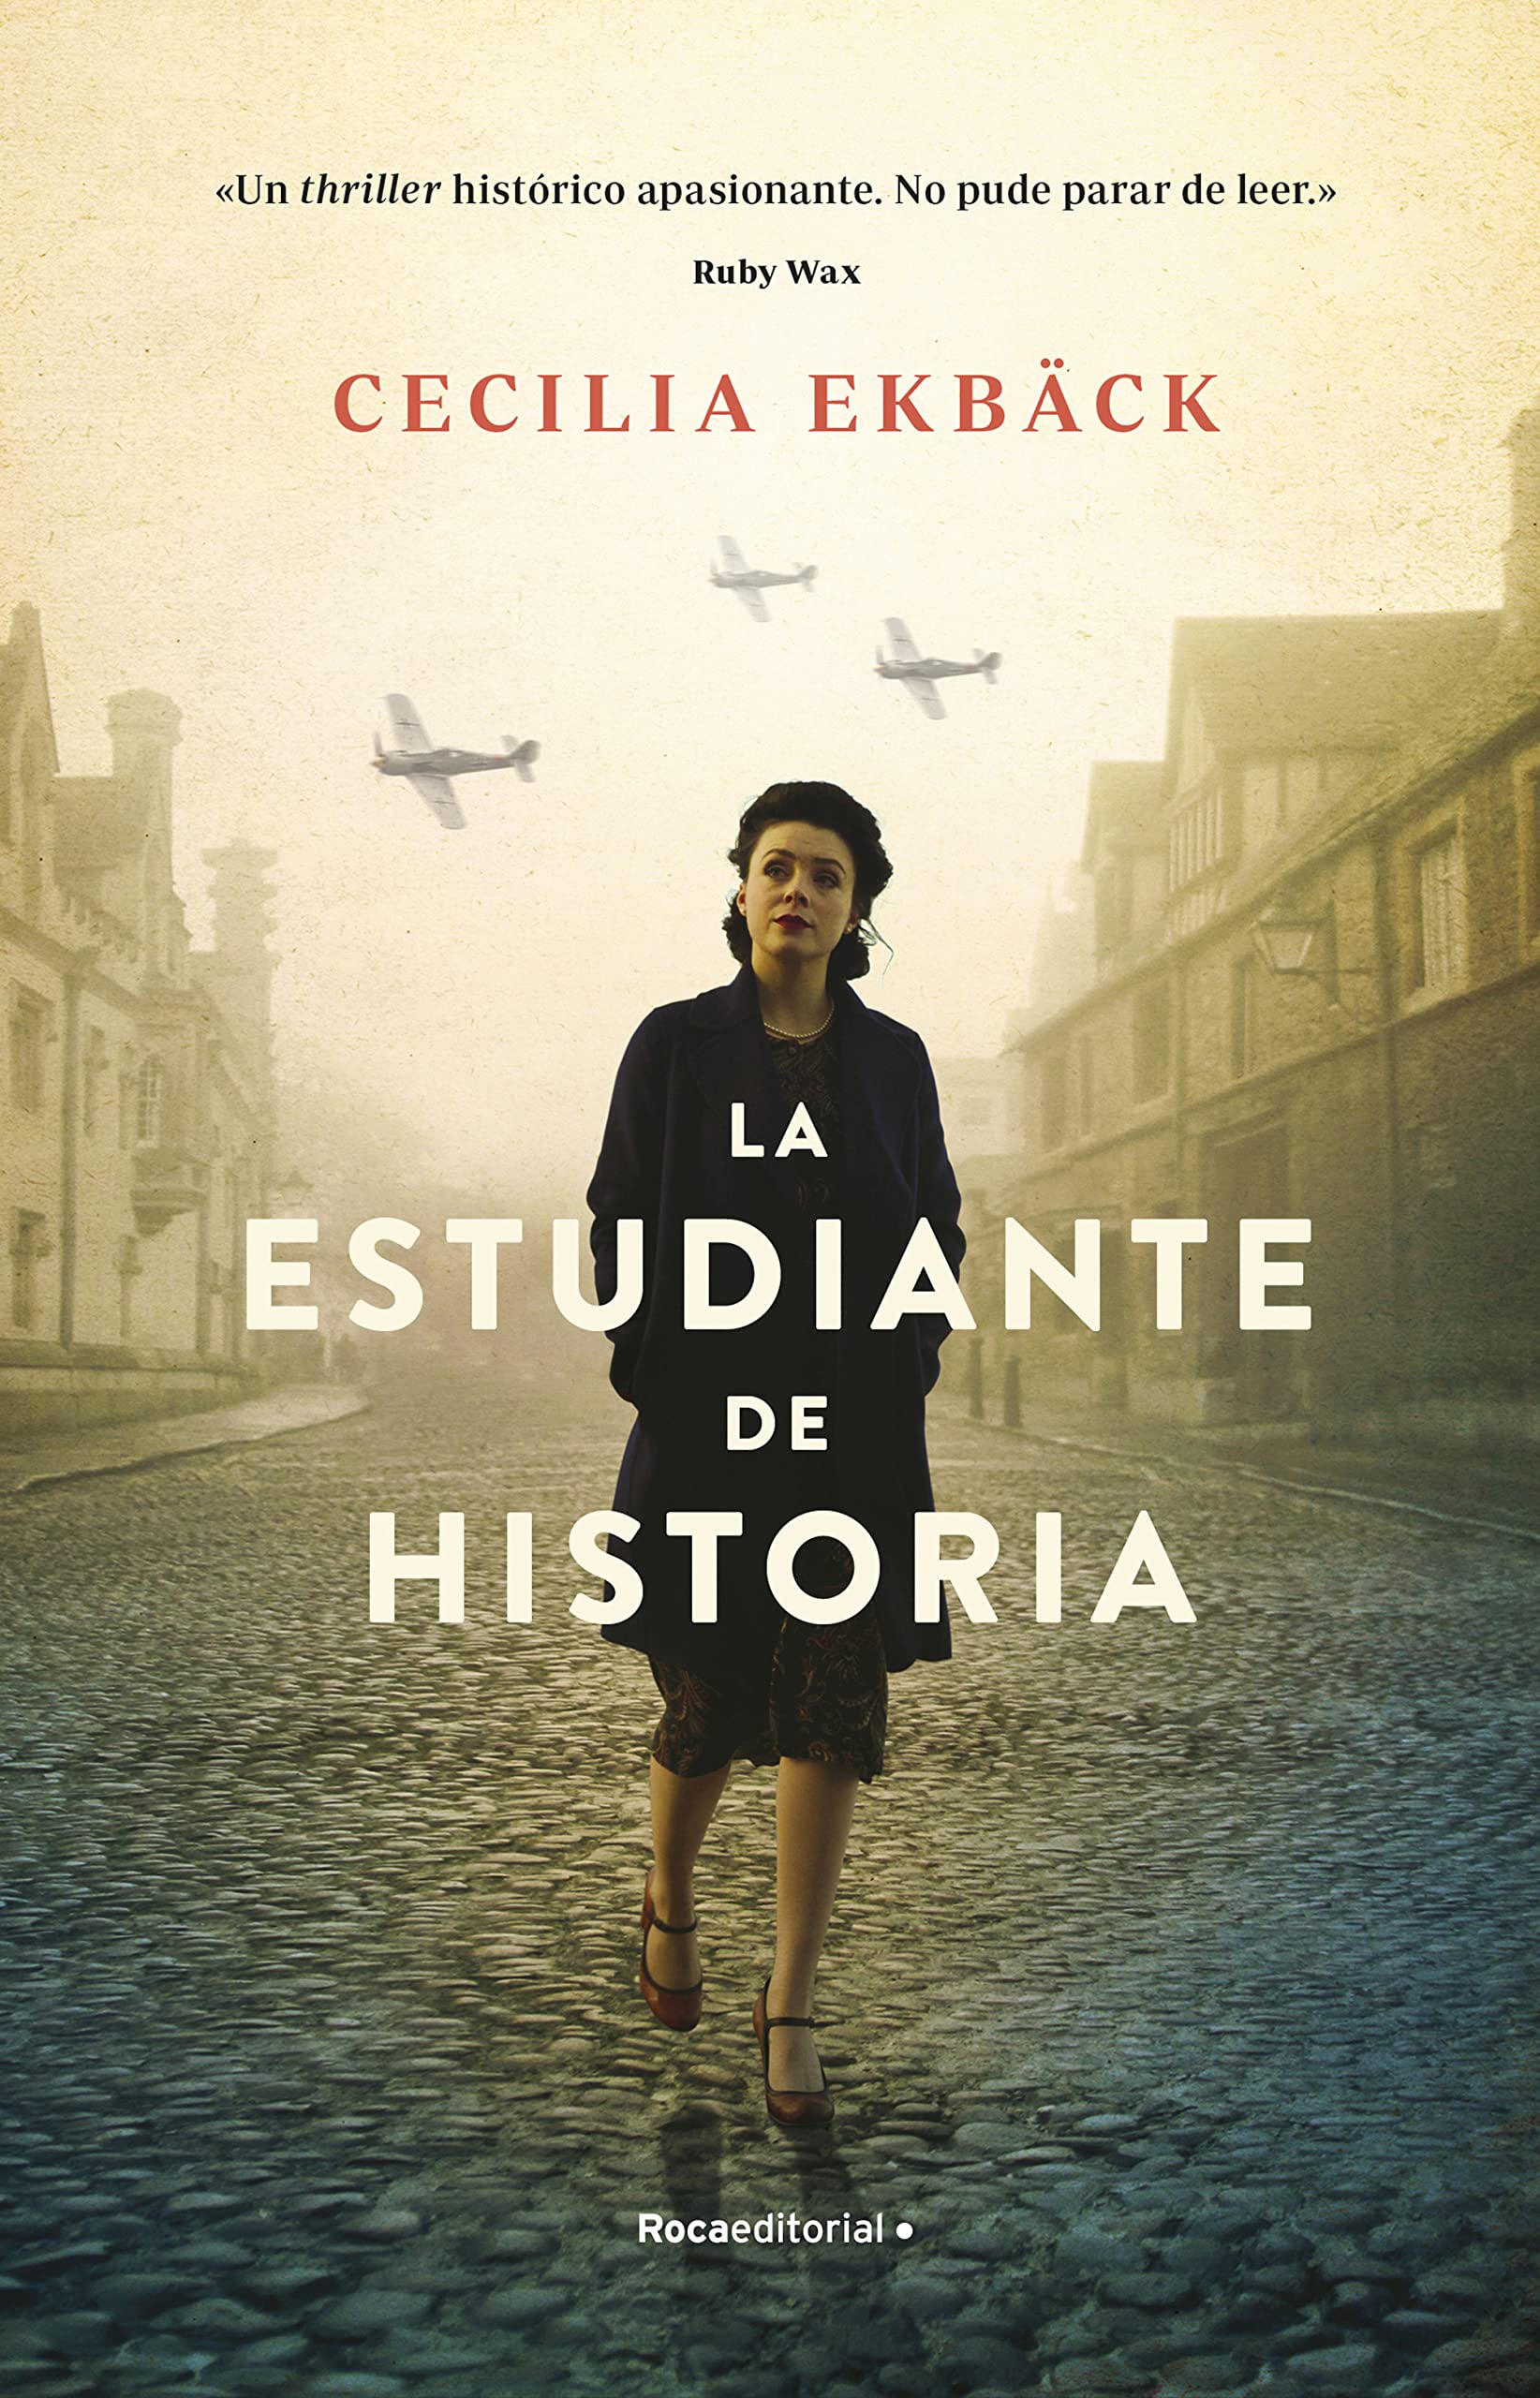 «Un thriller histórico apasionante. No pude parar de leer.»
Ruby Wax
CECILIA EKBÄCK
LA
ESTUDIANTE
DE
HISTORIA
Rocaeditorial